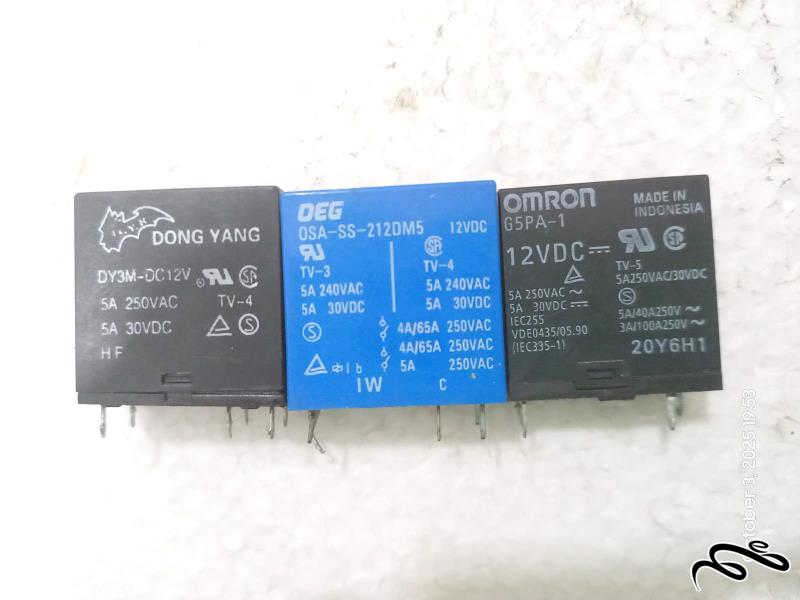 DONG YANG
DY3M-DC12V
5A 250VAC TV-4
5A 30VDC
HF
OEG
OSA-SS-212DM5 12VDC
TV-3 TV-4
5A 240VAC 5A 240VAC
5A 30VDC 5A 30VDC
4A/65A 250VAC
4A/65A 250VAC
5A 250VAC
IW C
OMRON
G5PA-1
MADE IN
INDONESIA
12VDC
TV-5
5A250VAC/30VDC
5A 250VAC ~
5A 30VDC
IEC255
VDE0435/05.90
(IEC335-1)
5A/40A250V ~
3A/100A250V ~
20Y6H1
tober 3, 2025 19:53